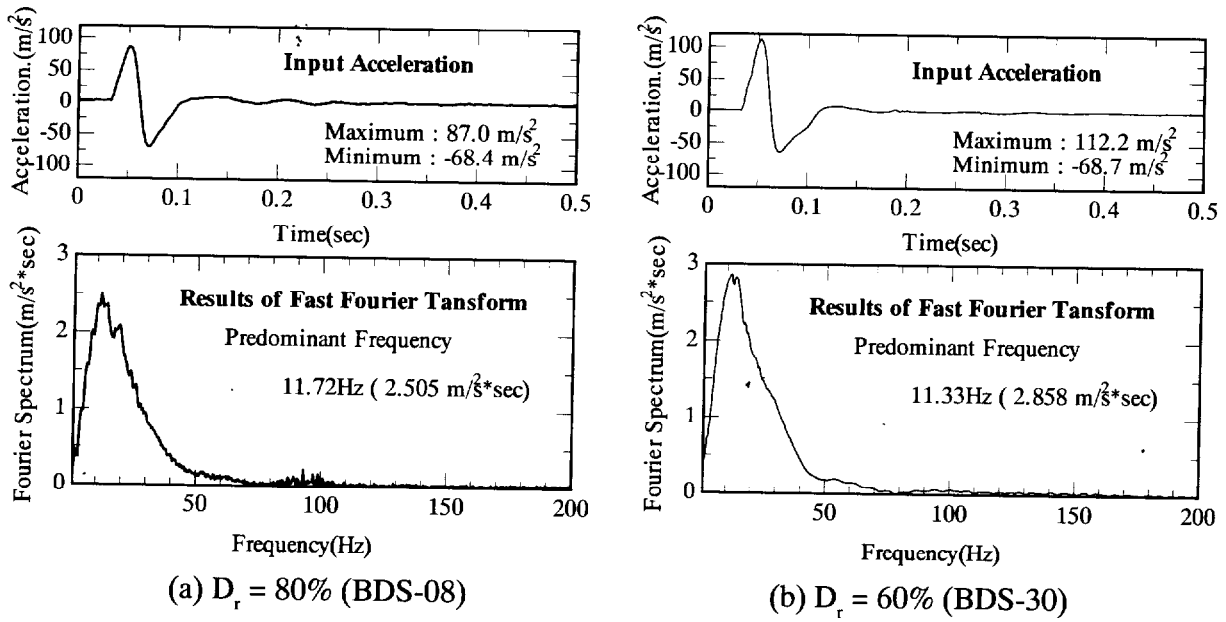 Acceleration.(m/s²)
100
50
0
-50
-100
Input Acceleration
Maximum : 87.0 m/s²
Minimum : -68.4 m/s²
0 0.1 0.2 0.3 0.4 0.5
Time(sec)
Fourier Spectrum(m/s²*sec)
3
2
1
0
Results of Fast Fourier Tansform
Predominant Frequency
11.72Hz ( 2.505 m/s²*sec)
50 100 150 200
Frequency(Hz)
(a) Dr = 80% (BDS-08)
Acceleration.(m/s²)
100
50
0
-50
-100
Input Acceleration
Maximum : 112.2 m/s²
Minimum : -68.7 m/s²
0 0.1 0.2 0.3 0.4 0.5
Time(sec)
Fourier Spectrum(m/s²*sec)
3
2
1
0
Results of Fast Fourier Tansform
Predominant Frequency
11.33Hz ( 2.858 m/s²*sec)
50 100 150 200
Frequency(Hz)
(b) Dr = 60% (BDS-30)